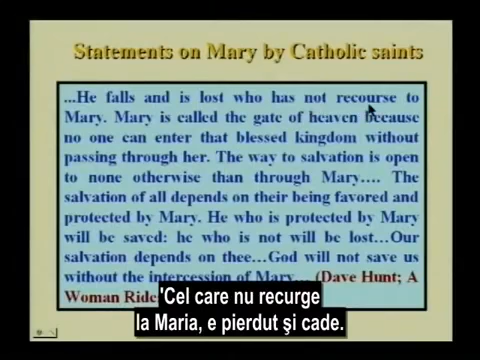 Statements on Mary by Catholic saints
...He falls and is lost who has not recourse to
Mary. Mary is called the gate of heaven because
no one can enter that blessed kingdom without
passing through her. The way to salvation is open
to none otherwise than through Mary.... The
salvation of all depends on their being favored and
protected by Mary. He who is protected by Mary
will be saved: he who is not will be lost...Our
salvation depends on thee...God will not save us
without the intercession of Mary... (Dave Hunt; A
Woman Ride
'Cel care nu recurge
la Maria, e pierdut şi cade.